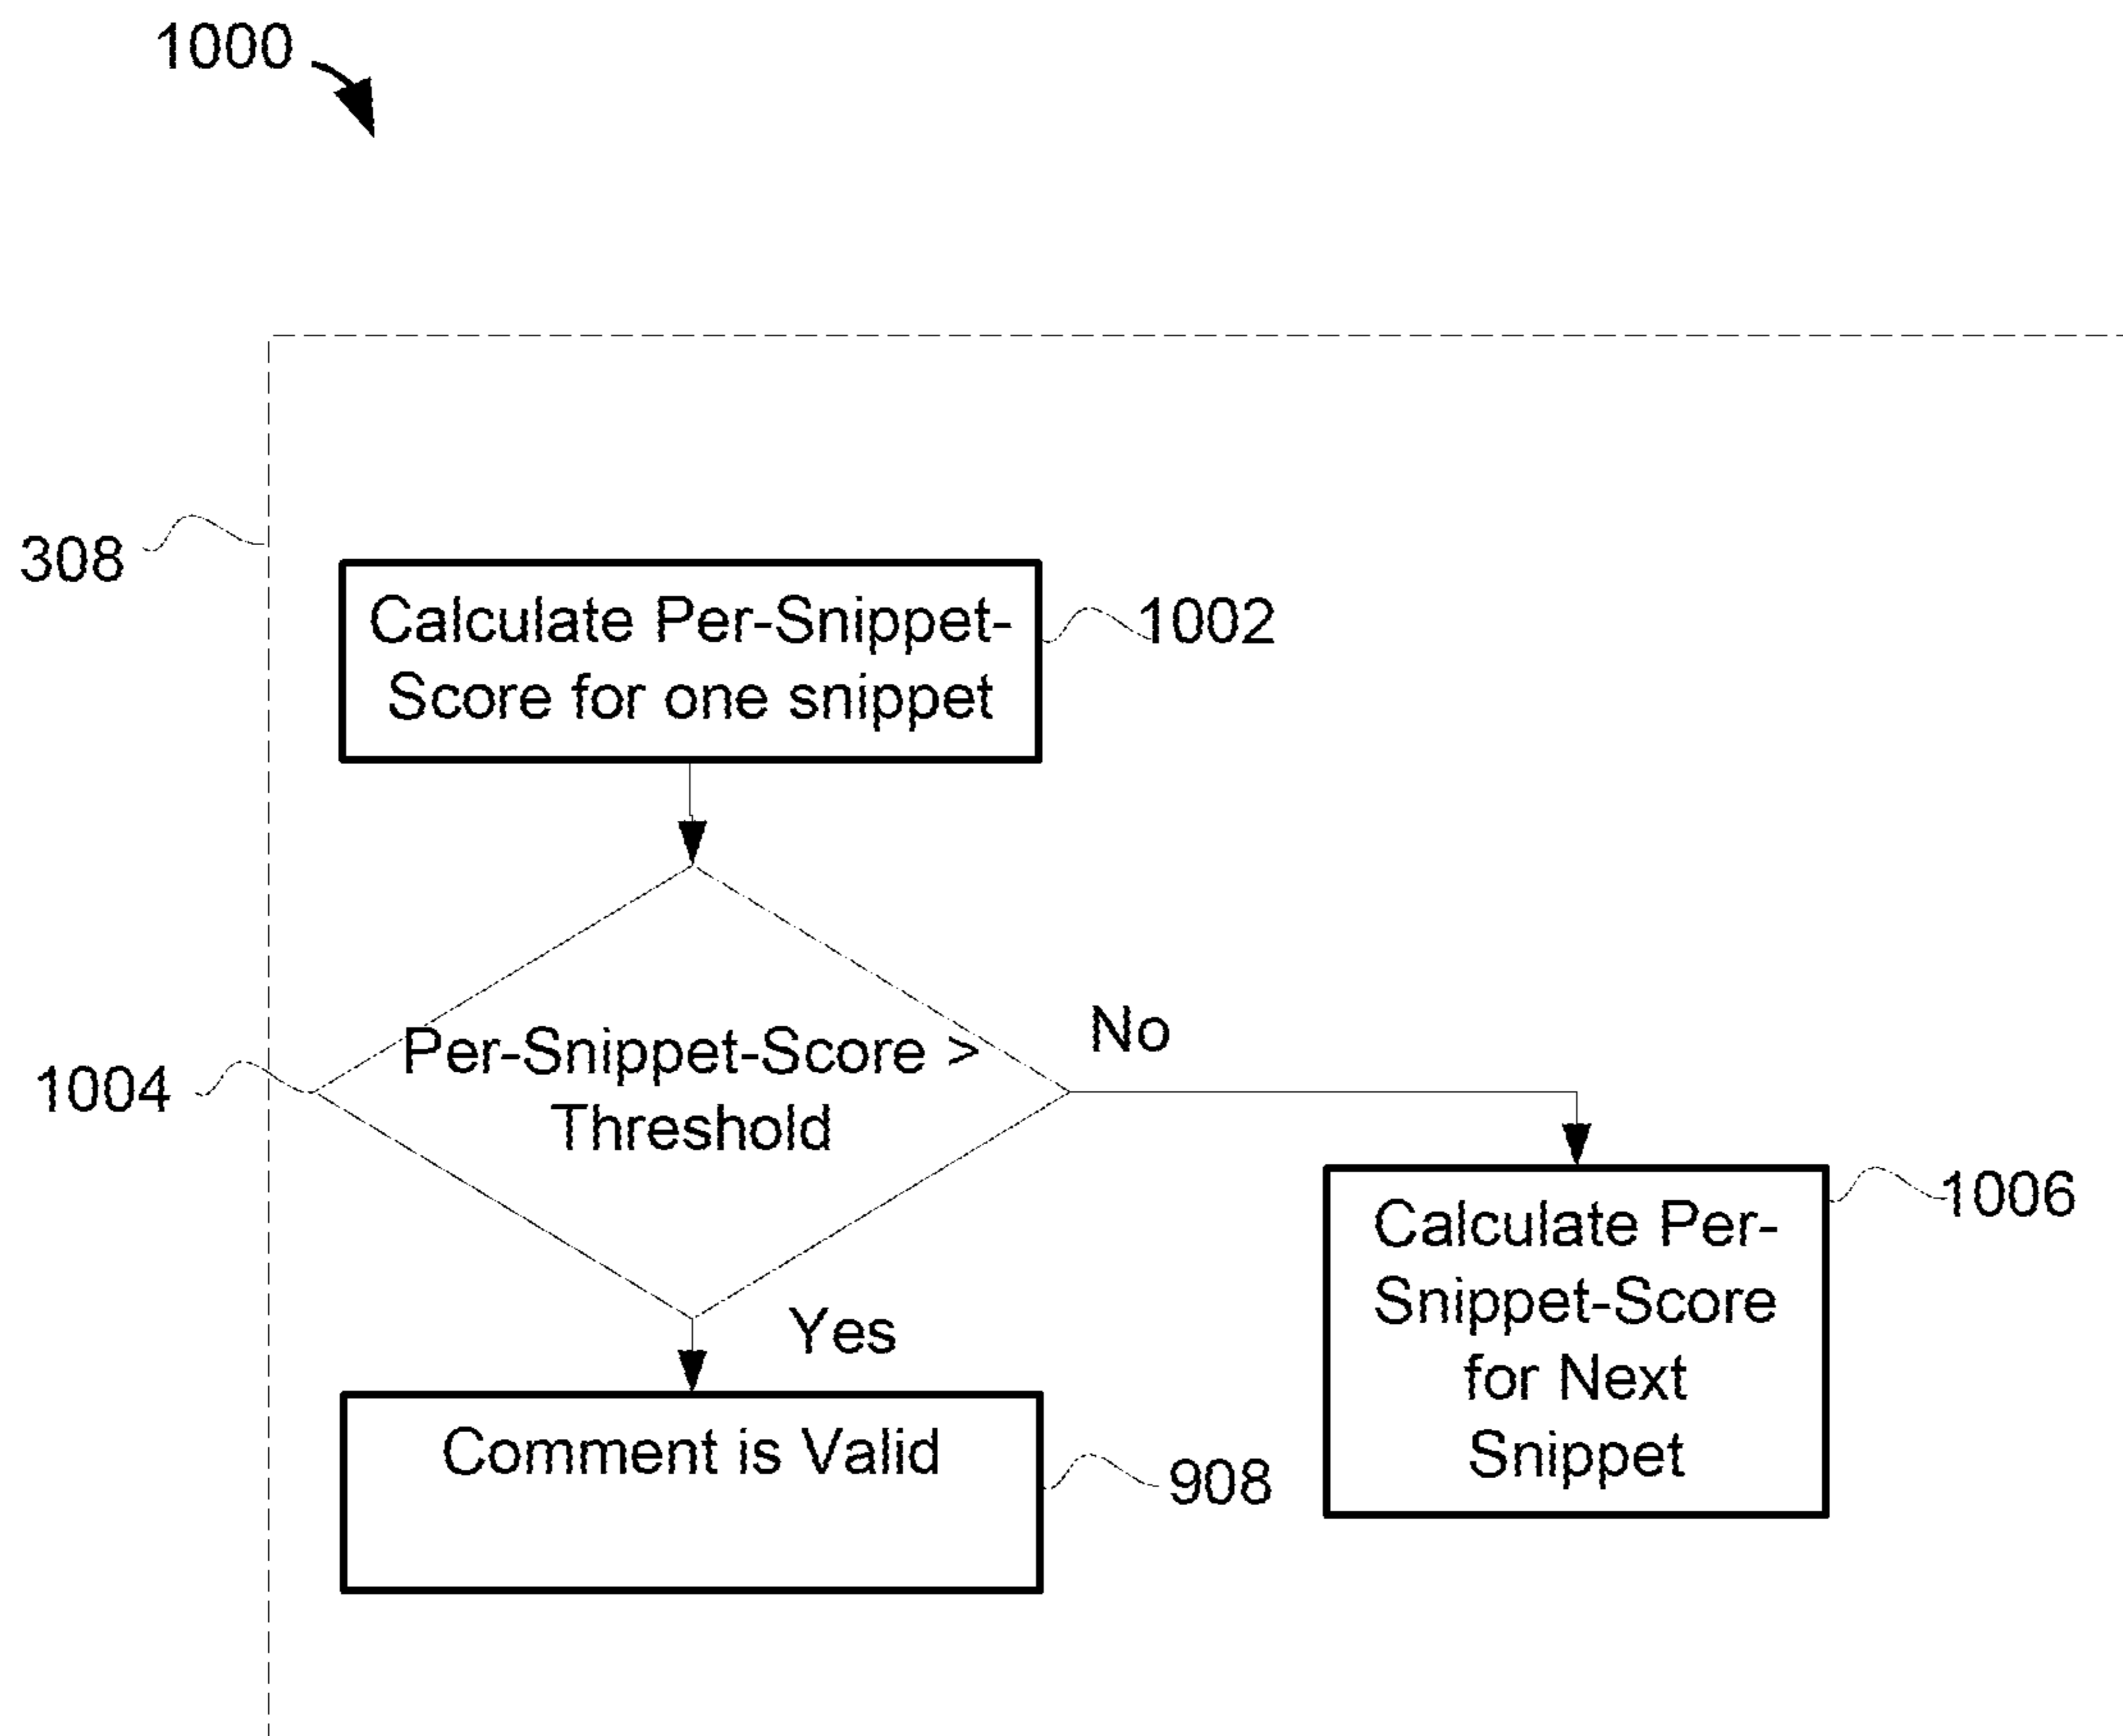 1000
308
Calculate Per-Snippet-
Score for one snippet
1002
Per-Snippet-Score >
Threshold
No
1004
Yes
Calculate Per-
Snippet-Score
for Next
Snippet
1006
Comment is Valid
908